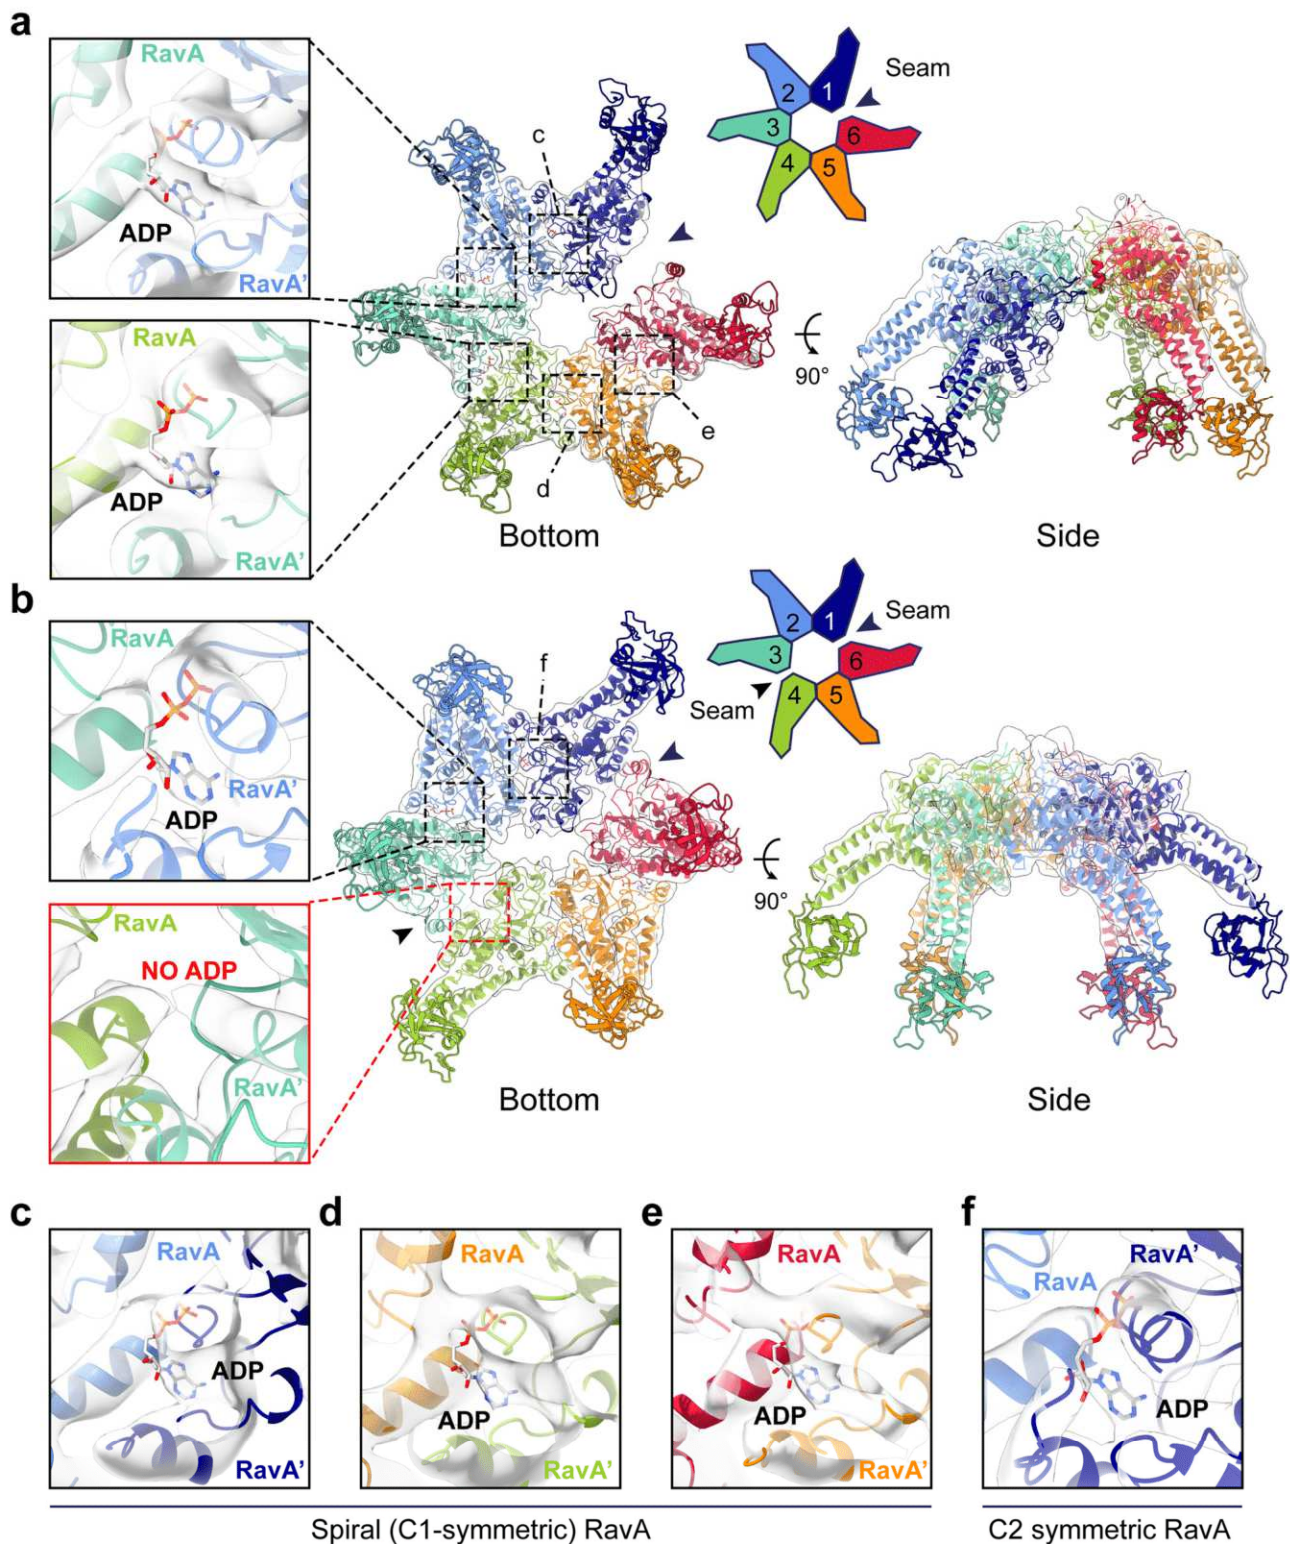 a
RavA
ADP
RavA'
RavA
ADP
RavA'
c
d
e
Bottom
1
2
3
4
5
6
Seam
90°
Side
b
RavA
RavA'
ADP
RavA
NO ADP
RavA'
f
Bottom
1
2
3
4
5
6
Seam
Seam
90°
Side
c
RavA
ADP
RavA'
d
RavA
ADP
RavA'
e
RavA
ADP
RavA'
f
RavA'
RavA
ADP
Spiral (C1-symmetric) RavA
C2 symmetric RavA